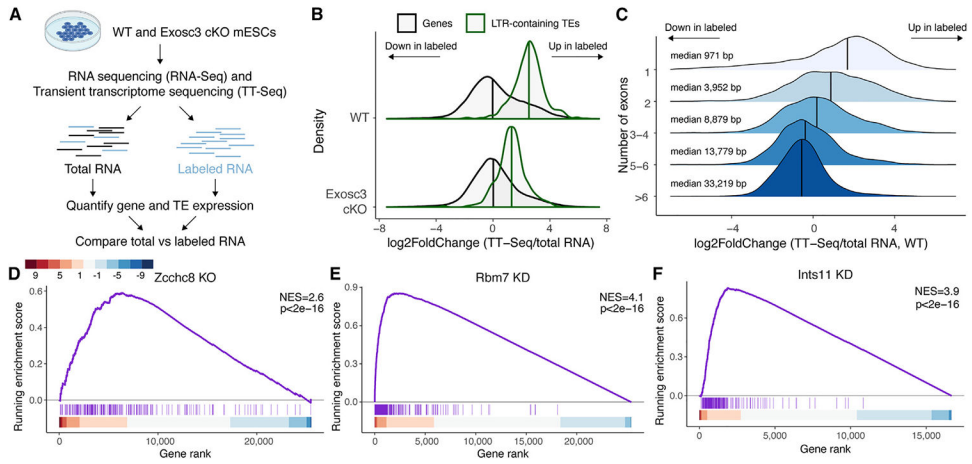 A
WT and Exosc3 cKO mESCs
RNA sequencing (RNA-Seq) and
Transient transcriptome sequencing (TT-Seq)
Total RNA
Labeled RNA
Quantify gene and TE expression
Compare total vs labeled RNA
B
Genes
LTR-containing TEs
Down in labeled
Up in labeled
Density
WT
Exosc3
cKO
−8
−4
0
4
8
log2FoldChange (TT−Seq/total RNA)
C
Down in labeled
Up in labeled
Number of exons
median 971 bp
1
median 3,952 bp
2
median 8,879 bp
3−4
median 13,779 bp
5−6
median 33,219 bp
>6
−4
0
4
log2FoldChange (TT−Seq/total RNA, WT)
9
5
1
-1
-5
-9
D
Zcchc8 KO
NES=2.6
p<2e−16
Running enrichment score
0.6
0.4
0.2
0.0
0
10,000
20,000
Gene rank
E
Rbm7 KD
NES=4.1
p<2e−16
Running enrichment score
0.9
0.6
0.3
0.0
0
5,000
10,000
15,000
20,000
Gene rank
F
Ints11 KD
NES=3.9
p<2e−16
Running enrichment score
0.6
0.3
0.0
0
5,000
10,000
15,000
Gene rank